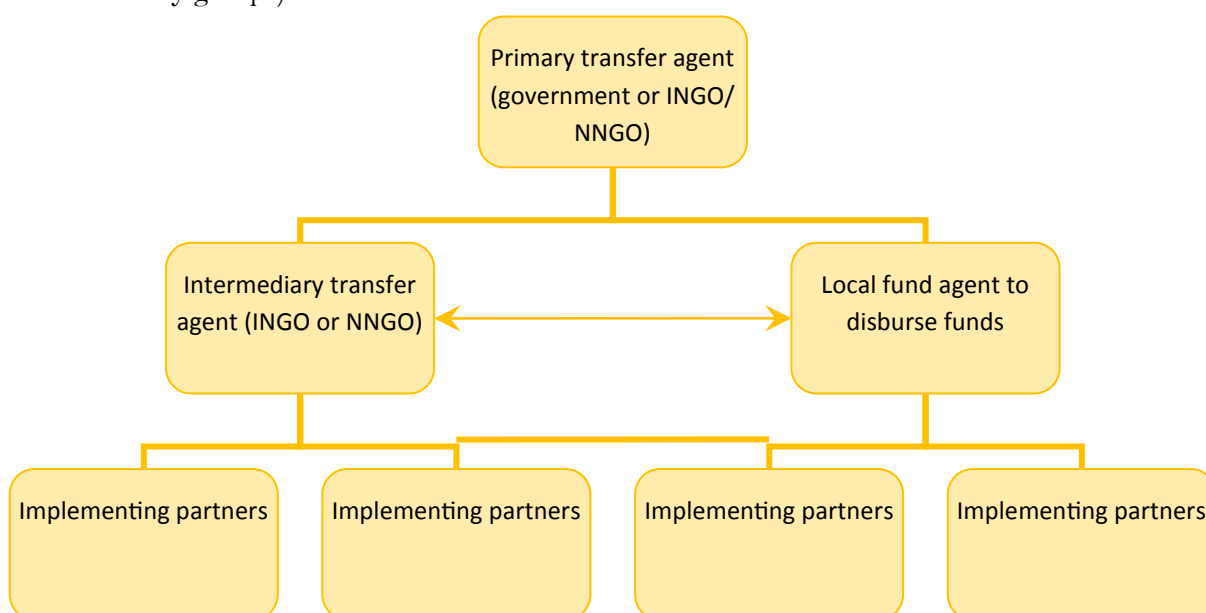 Primary transfer agent
(government or INGO/
NNGO)
Intermediary transfer
agent (INGO or NNGO)
Local fund agent to
disburse funds
Implementing partners
Implementing partners
Implementing partners
Implementing partners